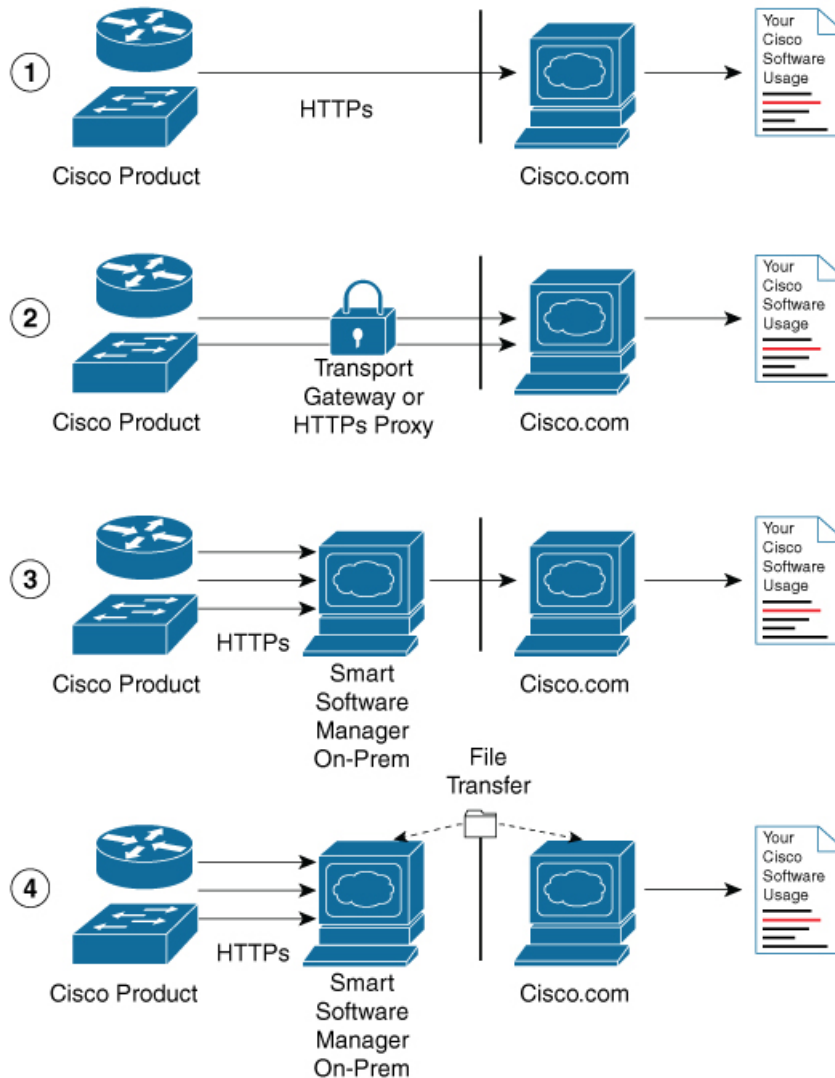 1
HTTPs
Cisco Product
Cisco.com
Your
Cisco
Software
Usage
2
Transport
Gateway or
HTTPs Proxy
Cisco Product
Cisco.com
Your
Cisco
Software
Usage
3
HTTPs
Cisco Product
Smart
Software
Manager
On-Prem
Cisco.com
Your
Cisco
Software
Usage
File
Transfer
4
HTTPs
Cisco Product
Smart
Software
Manager
On-Prem
Cisco.com
Your
Cisco
Software
Usage